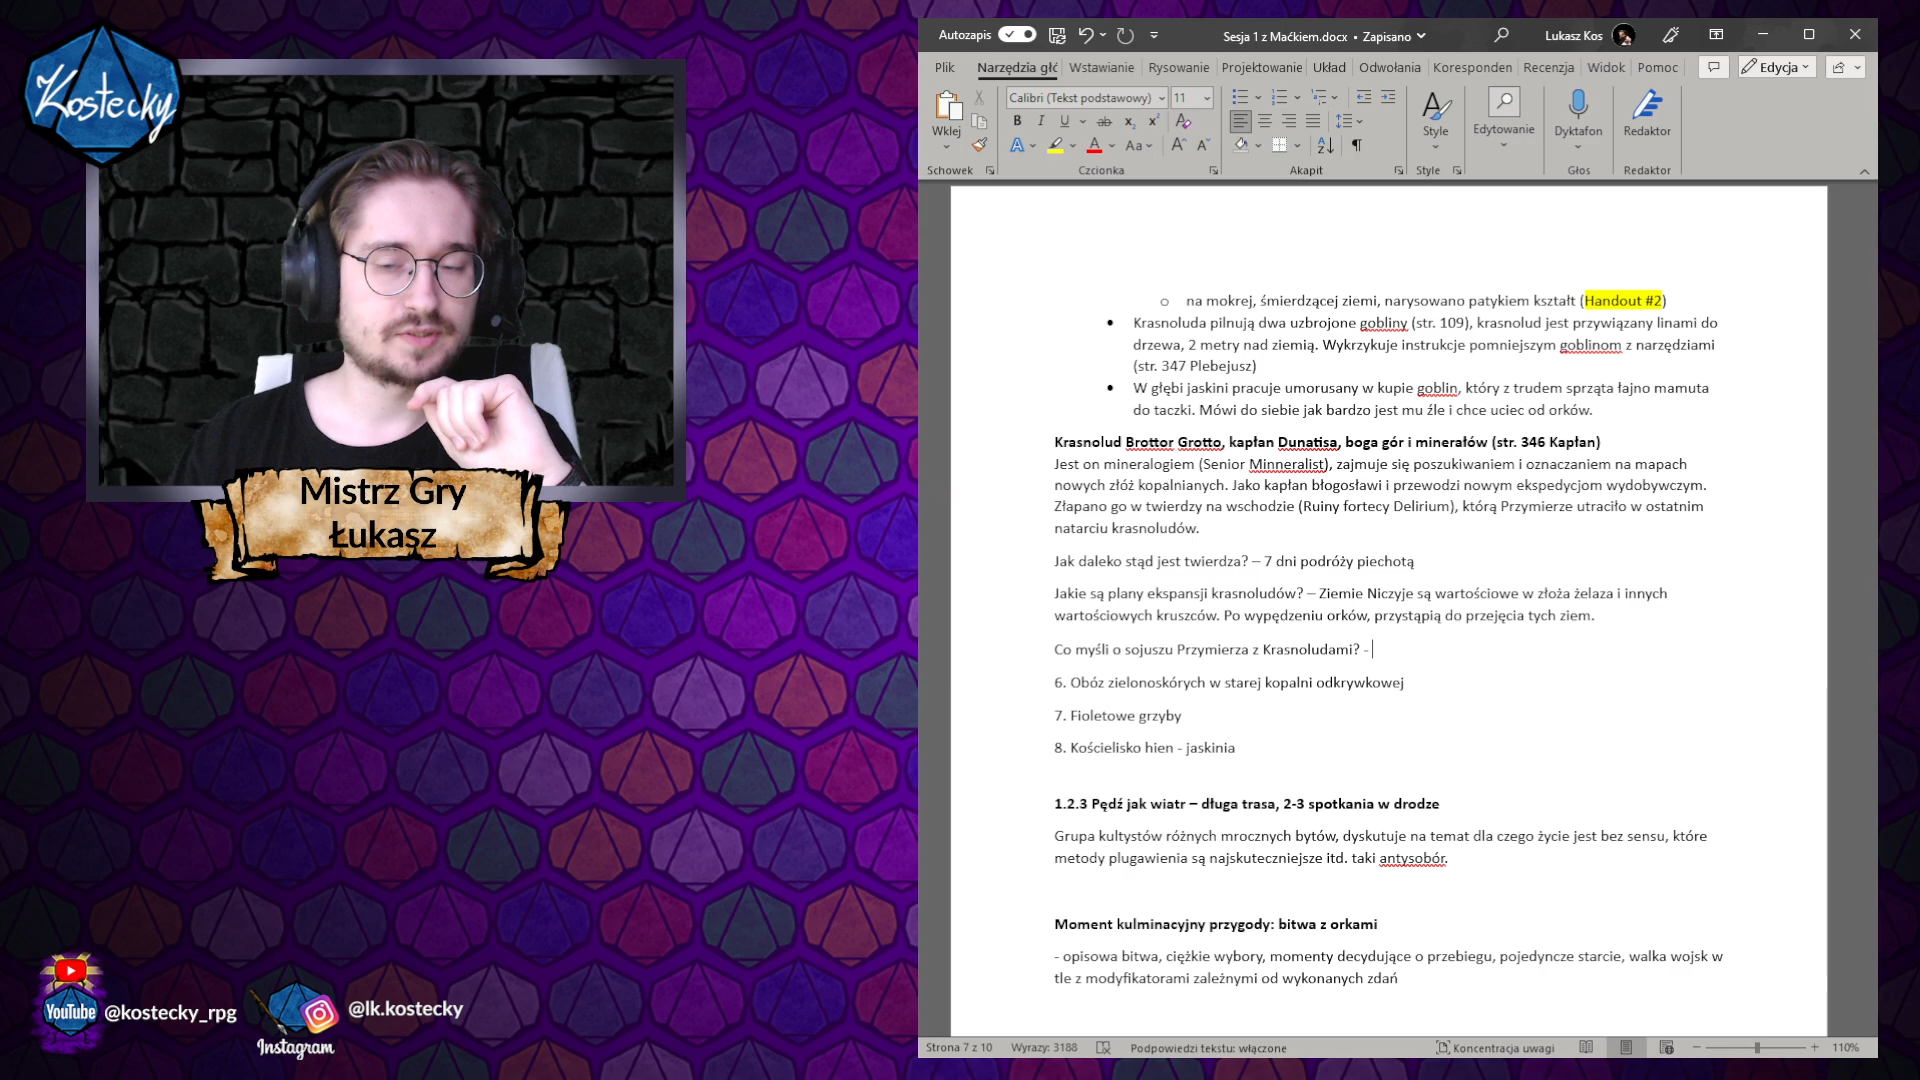 Kostecky
Mistrz Gry
Łukasz
YouTube
@kostecky_rpg
Instagram
@lk.kostecky
Autozapis
Sesja 1 z Maćkiem.docx • Zapisano
Lukasz Kos
Plik Narzędzia głć Wstawianie Rysowanie Projektowanie Układ Odwołania Koresponden Recenzja Widok Pomoc Edycja
Calibri (Tekst podstawowy) 11
Wklej
Style
Edytowanie
Dyktafon
Redaktor
Schowek Czcionka Akapit Style Głos Redaktor
o na mokrej, śmierdzącej ziemi, narysowano patykiem kształt (Handout #2)
• Krasnoluda pilnują dwa uzbrojone gobliny (str. 109), krasnolud jest przywiązany linami do
drzewa, 2 metry nad ziemią. Wykrzykuje instrukcje pomniejszym goblinom z narzędziami
(str. 347 Plebejusz)
• W głębi jaskini pracuje umorusany w kupie goblin, który z trudem sprząta łajno mamuta
do taczki. Mówi do siebie jak bardzo jest mu źle i chce uciec od orków.
Krasnolud Brottor Grotto, kapłan Dunatisa, boga gór i minerałów (str. 346 Kapłan)
Jest on mineralogiem (Senior Minneralist), zajmuje się poszukiwaniem i oznaczaniem na mapach
nowych złóż kopalnianych. Jako kapłan błogosławi i przewodzi nowym ekspedycjom wydobywczym.
Złapano go w twierdzy na wschodzie (Ruiny fortecy Delirium), którą Przymierze utraciło w ostatnim
natarciu krasnoludów.
Jak daleko stąd jest twierdza? – 7 dni podróży piechotą
Jakie są plany ekspansji krasnoludów? – Ziemie Niczyje są wartościowe w złoża żelaza i innych
wartościowych kruszców. Po wypędzeniu orków, przystąpią do przejęcia tych ziem.
Co myśli o sojuszu Przymierza z Krasnoludami? -
6. Obóz zielonoskórych w starej kopalni odkrywkowej
7. Fioletowe grzyby
8. Kościelisko hien - jaskinia
1.2.3 Pędź jak wiatr – długa trasa, 2-3 spotkania w drodze
Grupa kultystów różnych mrocznych bytów, dyskutuje na temat dla czego życie jest bez sensu, które
metody plugawienia są najskuteczniejsze itd. taki antysobór.
Moment kulminacyjny przygody: bitwa z orkami
- opisowa bitwa, ciężkie wybory, momenty decydujące o przebiegu, pojedyncze starcie, walka wojsk w
tle z modyfikatorami zależnymi od wykonanych zdań
Strona 7 z 10 Wyrazy: 3188 Podpowiedzi tekstu: włączone Koncentracja uwagi 110%